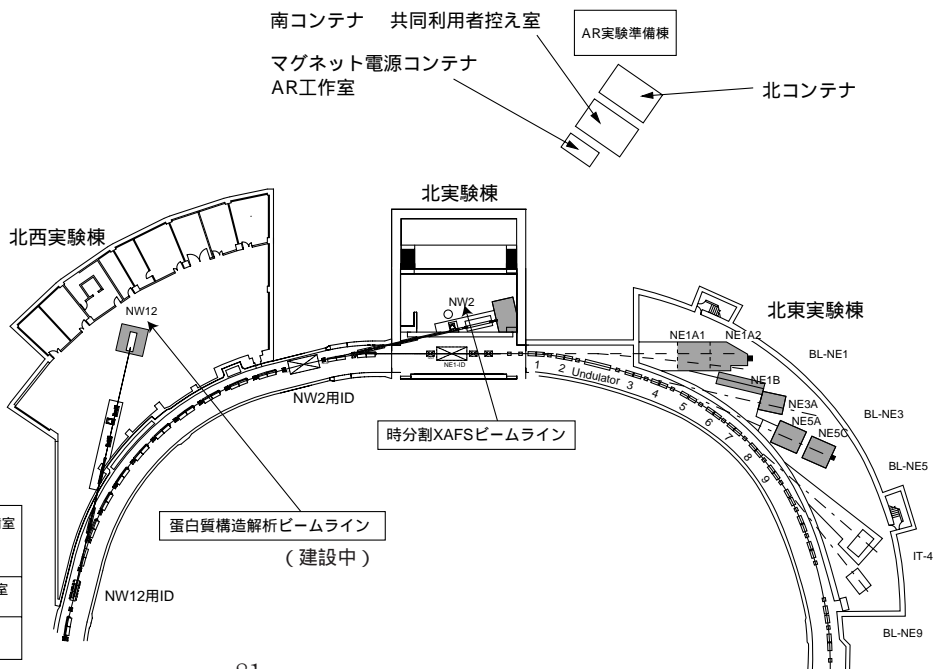 南コンテナ 共同利用者控え室
AR実験準備棟
マグネット電源コンテナ
AR工作室
北コンテナ
北実験棟
北西実験棟
北東実験棟
NW12
NW2
NE1A1 NE1A2
BL-NE1
NE1-ID
1 2 Undulator 3 4 5 6 7 8 9
NE1B
NE3A
BL-NE3
NW2用ID
NE5A
NE5C
時分割XAFSビームライン
BL-NE5
室
蛋白質構造解析ビームライン
(建設中)
IT-4
室
NW12用ID
BL-NE9